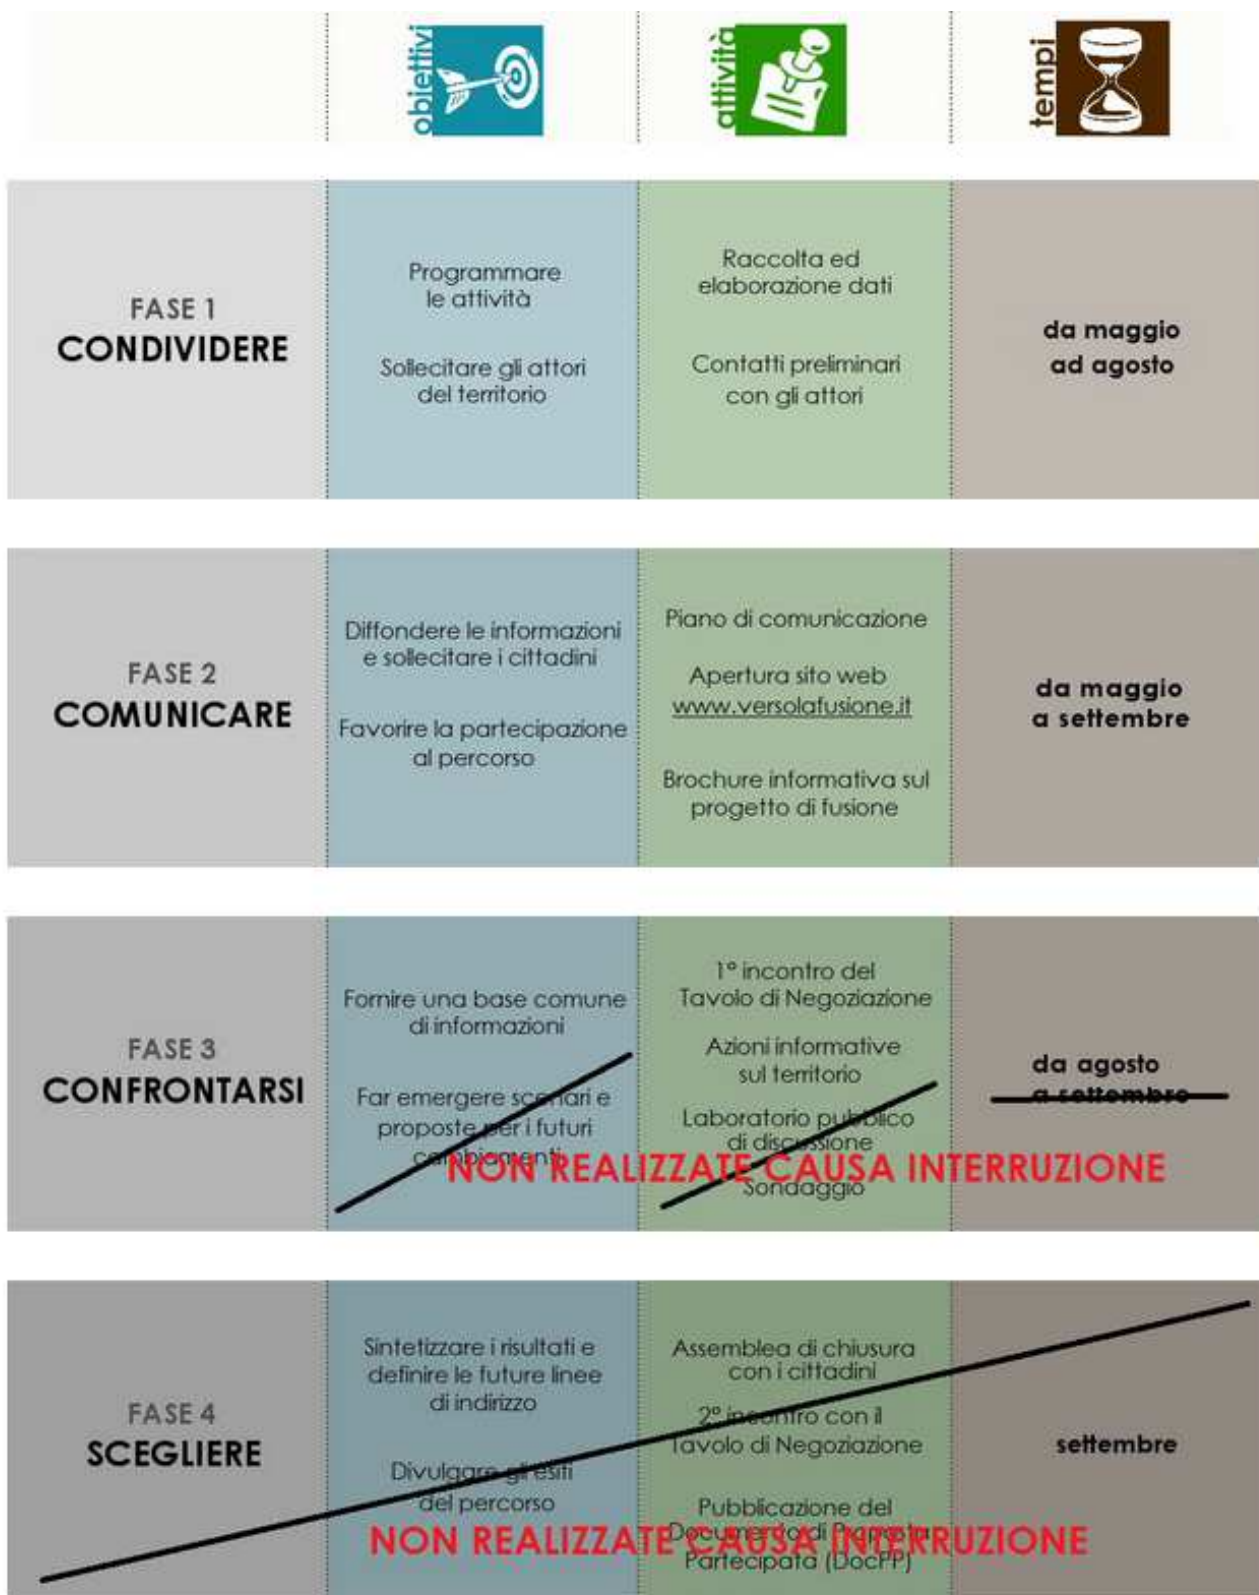 obiettivi
attività
tempi
FASE 1
CONDIVIDERE
Programmare
le attività
Sollecitare gli attori
del territorio
Raccolta ed
elaborazione dati
Contatti preliminari
con gli attori
da maggio
ad agosto
FASE 2
COMUNICARE
Diffondere le informazioni
e sollecitare i cittadini
Favorire la partecipazione
al percorso
Piano di comunicazione
Apertura sito web
www.versolafusione.it
Brochure informativa sul
progetto di fusione
da maggio
a settembre
FASE 3
CONFRONTARSI
Fornire una base comune
di informazioni
Far emergere scenari e
proposte per i futuri
cambiamenti
1° incontro del
Tavolo di Negoziazione
Azioni informative
sul territorio
Laboratorio pubblico
di discussione
Sondaggio
da agosto
a settembre
NON REALIZZATE CAUSA INTERRUZIONE
FASE 4
SCEGLIERE
Sintetizzare i risultati e
definire le future linee
di indirizzo
Divulgare gli esiti
del percorso
Assemblea di chiusura
con i cittadini
2° incontro con il
Tavolo di Negoziazione
Pubblicazione del
Documento di Proposta
Partecipata (DocPP)
settembre
NON REALIZZATE CAUSA INTERRUZIONE